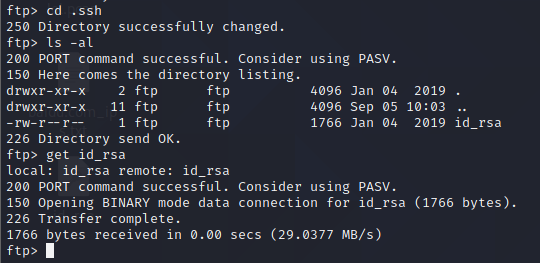 ftp> cd .ssh
250 Directory successfully changed.
ftp> ls -al
200 PORT command successful. Consider using PASV.
150 Here comes the directory listing.
drwxr-xr-x    2 ftp      ftp          4096 Jan 04  2019 .
drwxr-xr-x   11 ftp      ftp          4096 Sep 05 10:03 ..
-rw-r--r--    1 ftp      ftp          1766 Jan 04  2019 id_rsa
226 Directory send OK.
ftp> get id_rsa
local: id_rsa remote: id_rsa
200 PORT command successful. Consider using PASV.
150 Opening BINARY mode data connection for id_rsa (1766 bytes).
226 Transfer complete.
1766 bytes received in 0.00 secs (29.0377 MB/s)
ftp>